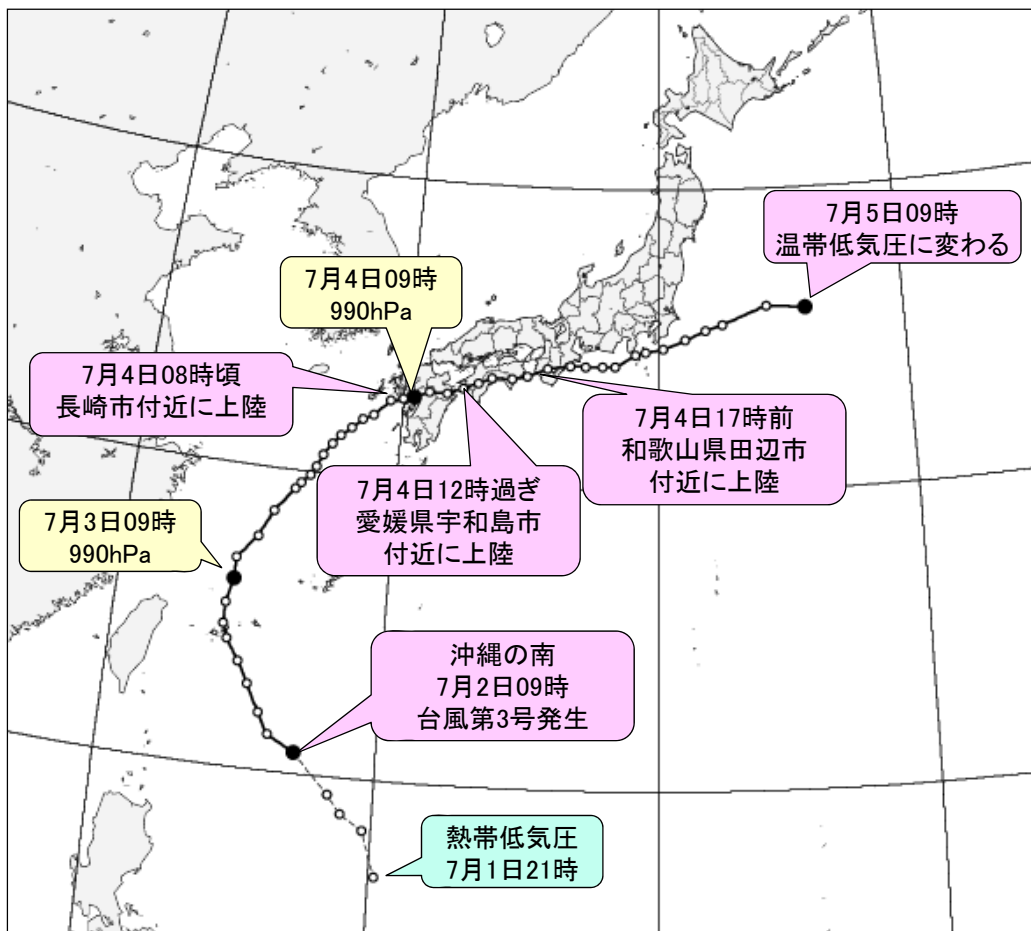 7月5日09時
温帯低気圧に変わる
7月4日09時
990hPa
7月4日08時頃
長崎市付近に上陸
7月4日17時前
和歌山県田辺市
付近に上陸
7月4日12時過ぎ
愛媛県宇和島市
付近に上陸
7月3日09時
990hPa
沖縄の南
7月2日09時
台風第3号発生
熱帯低気圧
7月1日21時